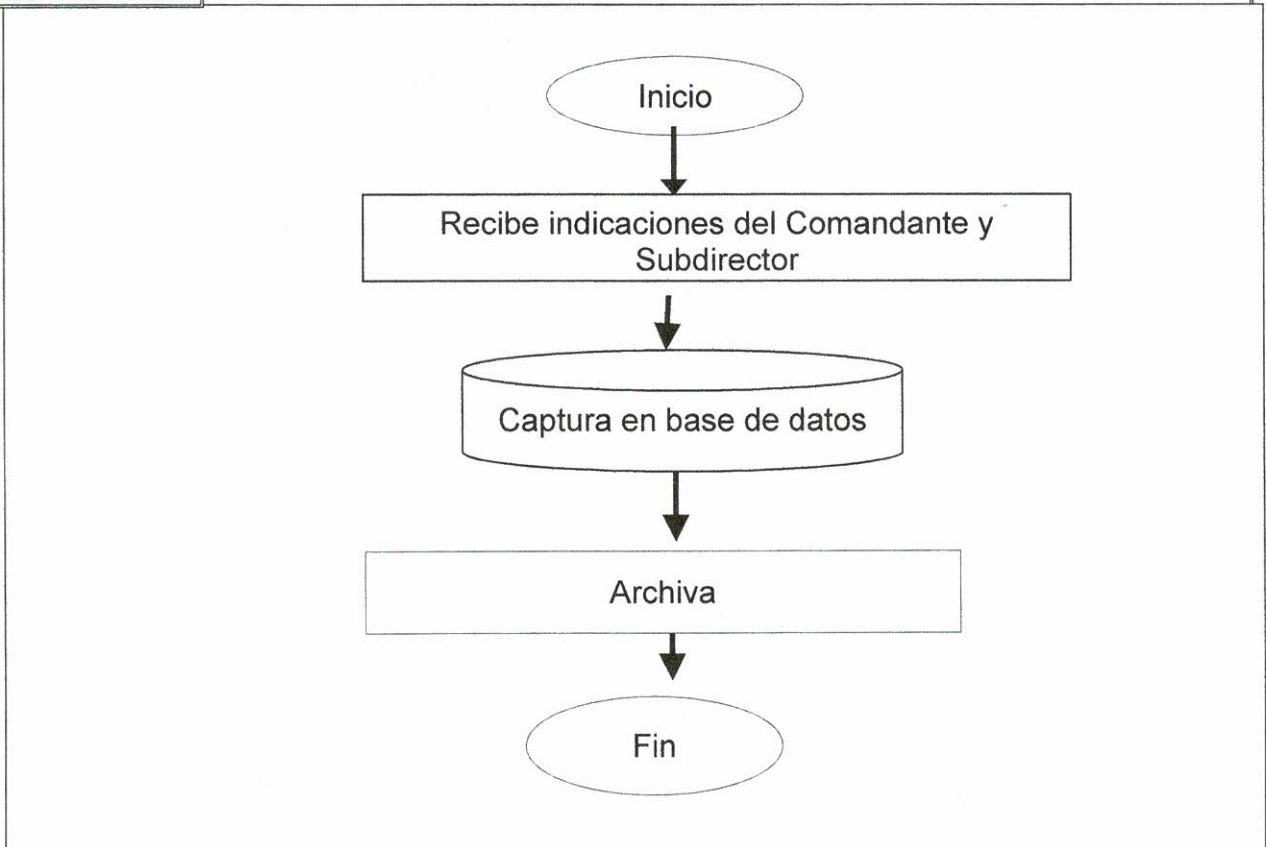 Inicio
Recibe indicaciones del Comandante y
Subdirector
Captura en base de datos
Archiva
Fin